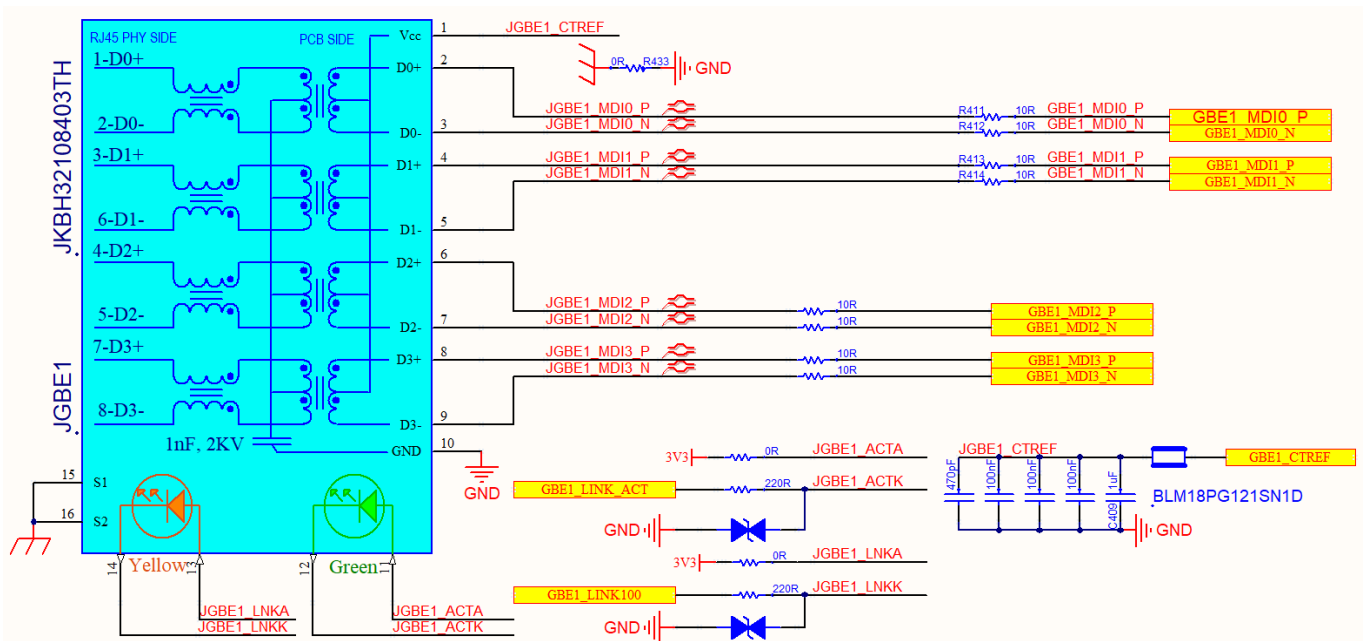 RJ45 PHY SIDE
PCB SIDE
Vcc
1
JGBE1_CTREF
1-D0+
D0+
2
0R
R433
GND
JGBE1_MDI0_P
R411
10R
GBE1_MDI0_P
GBE1_MDI0_P
2-D0-
D0-
3
JGBE1_MDI0_N
R412
10R
GBE1_MDI0_N
GBE1_MDI0_N
3-D1+
D1+
4
JGBE1_MDI1_P
R413
10R
GBE1_MDI1_P
GBE1_MDI1_P
JGBE1_MDI1_N
R414
10R
GBE1_MDI1_N
GBE1_MDI1_N
6-D1-
D1-
5
JKBH32108403TH
4-D2+
D2+
6
JGBE1_MDI2_P
10R
GBE1_MDI2_P
5-D2-
D2-
7
JGBE1_MDI2_N
10R
GBE1_MDI2_N
7-D3+
D3+
8
JGBE1_MDI3_P
10R
GBE1_MDI3_P
JGBE1_MDI3_N
10R
GBE1_MDI3_N
JGBE1
8-D3-
D3-
9
1nF, 2KV
GND
10
GND
15
S1
16
S2
Yellow
Green
14
13
12
11
JGBE1_LNKA
JGBE1_LNKK
JGBE1_ACTA
JGBE1_ACTK
3V3
0R
JGBE1_ACTA
GBE1_LINK_ACT
220R
JGBE1_ACTK
GND
3V3
0R
JGBE1_LNKA
GBE1_LINK100
220R
JGBE1_LNKK
GND
JGBE1_CTREF
GBE1_CTREF
470pF
100nF
100nF
100nF
1uF
C409
BLM18PG121SN1D
GND